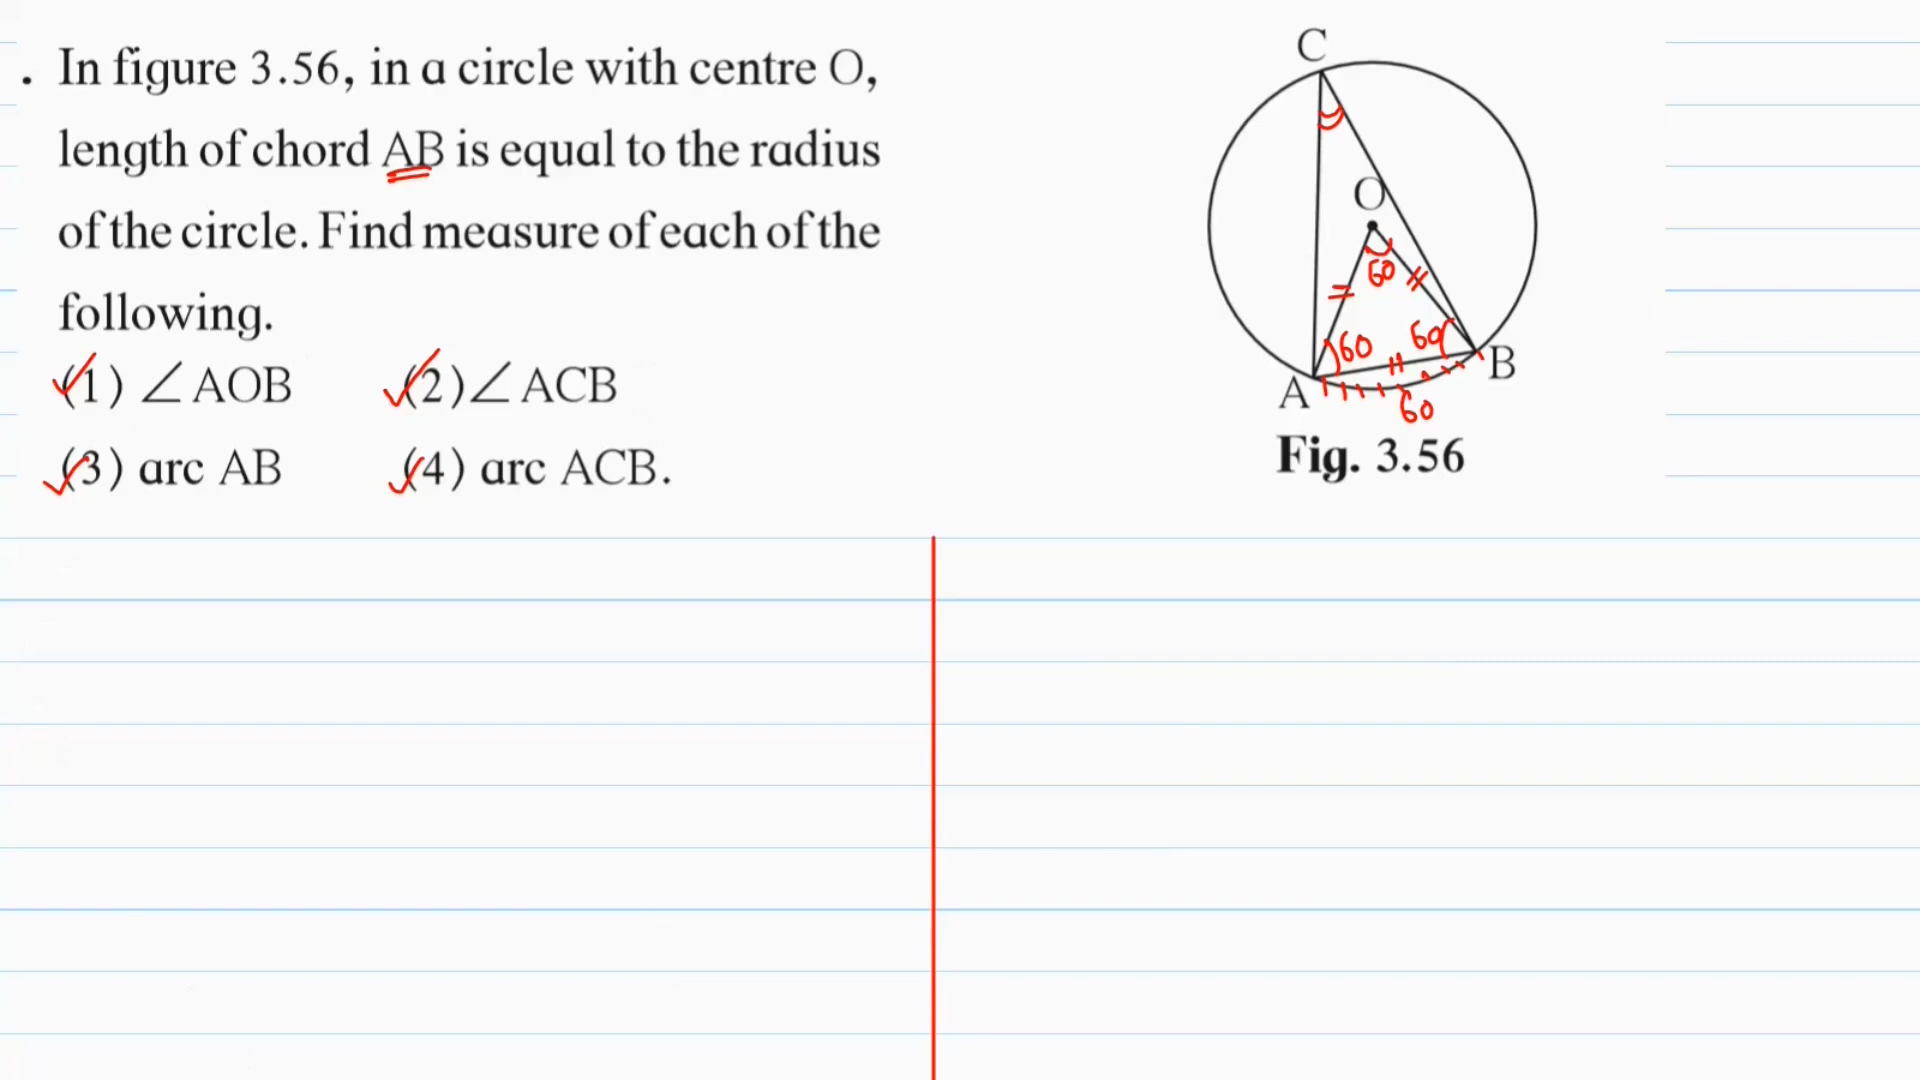 . In figure 3.56, in a circle with centre O,
length of chord AB is equal to the radius
of the circle. Find measure of each of the
following.
(1) ∠AOB (2)∠ACB
(3) arc AB (4) arc ACB.
C
O
60
60 60
A B
60
Fig. 3.56